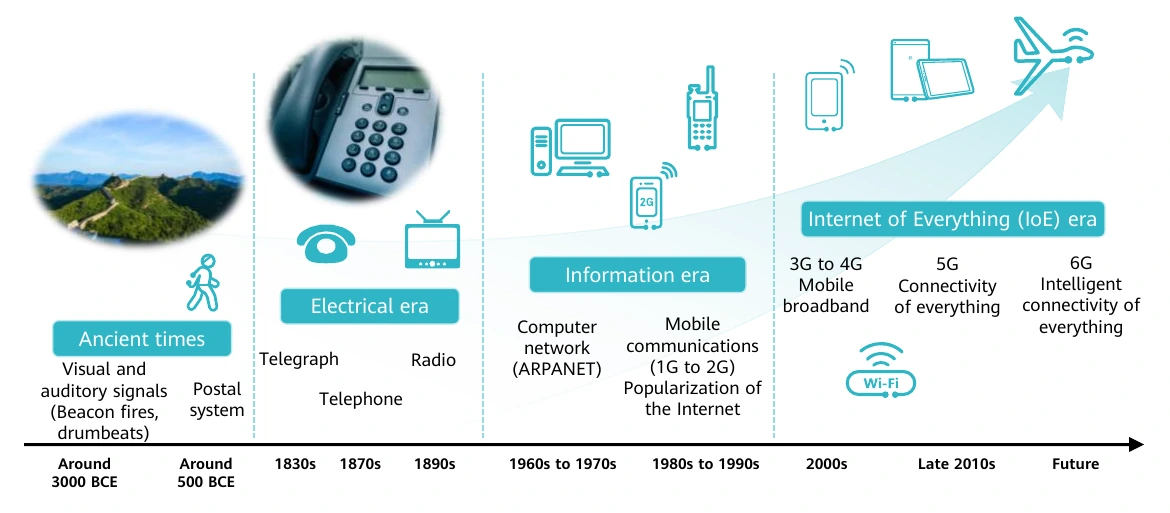 Ancient times
Visual and
auditory signals
(Beacon fires,
drumbeats)
Postal
system
Electrical era
Telegraph
Telephone
Radio
2G
Information era
Computer
network
(ARPANET)
Mobile
communications
(1G to 2G)
Popularization of
the Internet
Internet of Everything (IoE) era
3G to 4G
Mobile
broadband
Wi-Fi
5G
Connectivity
of everything
6G
Intelligent
connectivity of
everything
Around
3000 BCE
Around
500 BCE
1830s
1870s
1890s
1960s to 1970s
1980s to 1990s
2000s
Late 2010s
Future